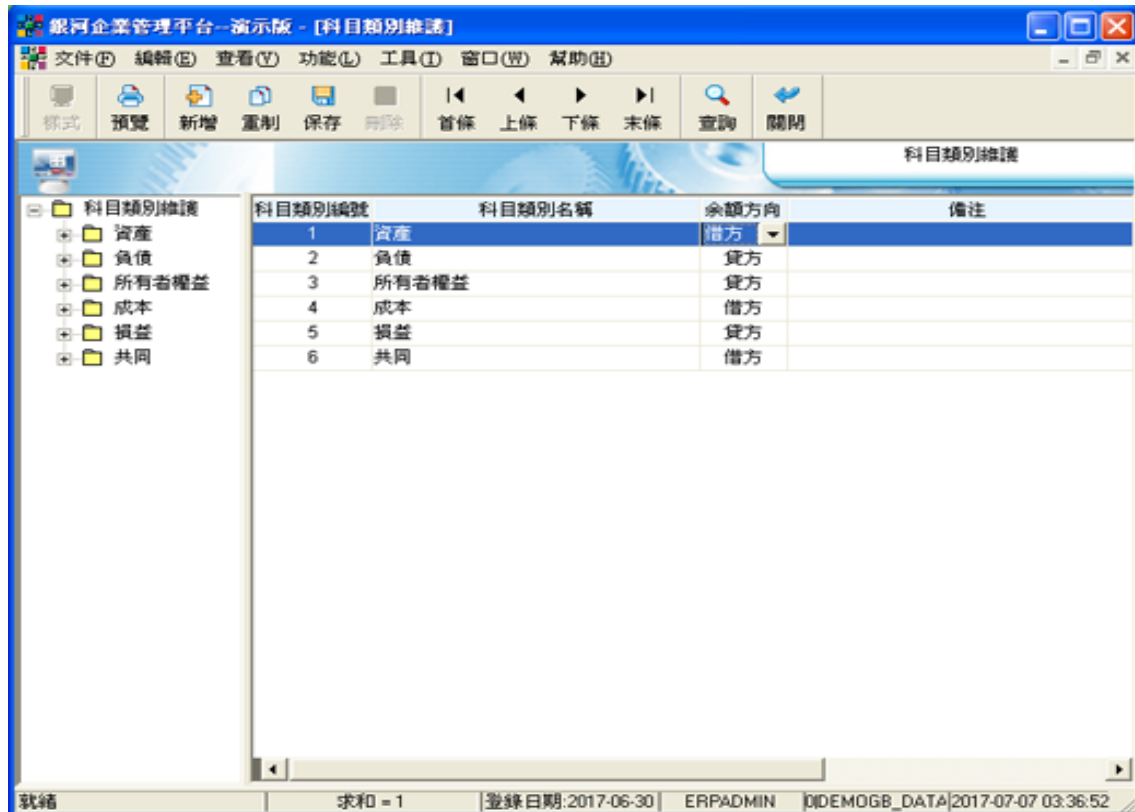 銀河企業管理平台--演示版 - [科目類別維護]
文件(F) 編輯(E) 查看(V) 功能(L) 工具(T) 窗口(W) 幫助(H)
樣式 預覽 新增 重制 保存 刪除 首條 上條 下條 末條 查詢 關閉
科目類別維護
科目類別維護
資產
負債
所有者權益
成本
損益
共同
科目類別編號 科目類別名稱 余額方向 備注
1 資產 借方
2 負債 貸方
3 所有者權益 貸方
4 成本 借方
5 損益 貸方
6 共同 借方
就緒 求和 = 1 登錄日期:2017-06-30 ERPADMIN 0|DEMOGB_DATA 2017-07-07 03:36:52